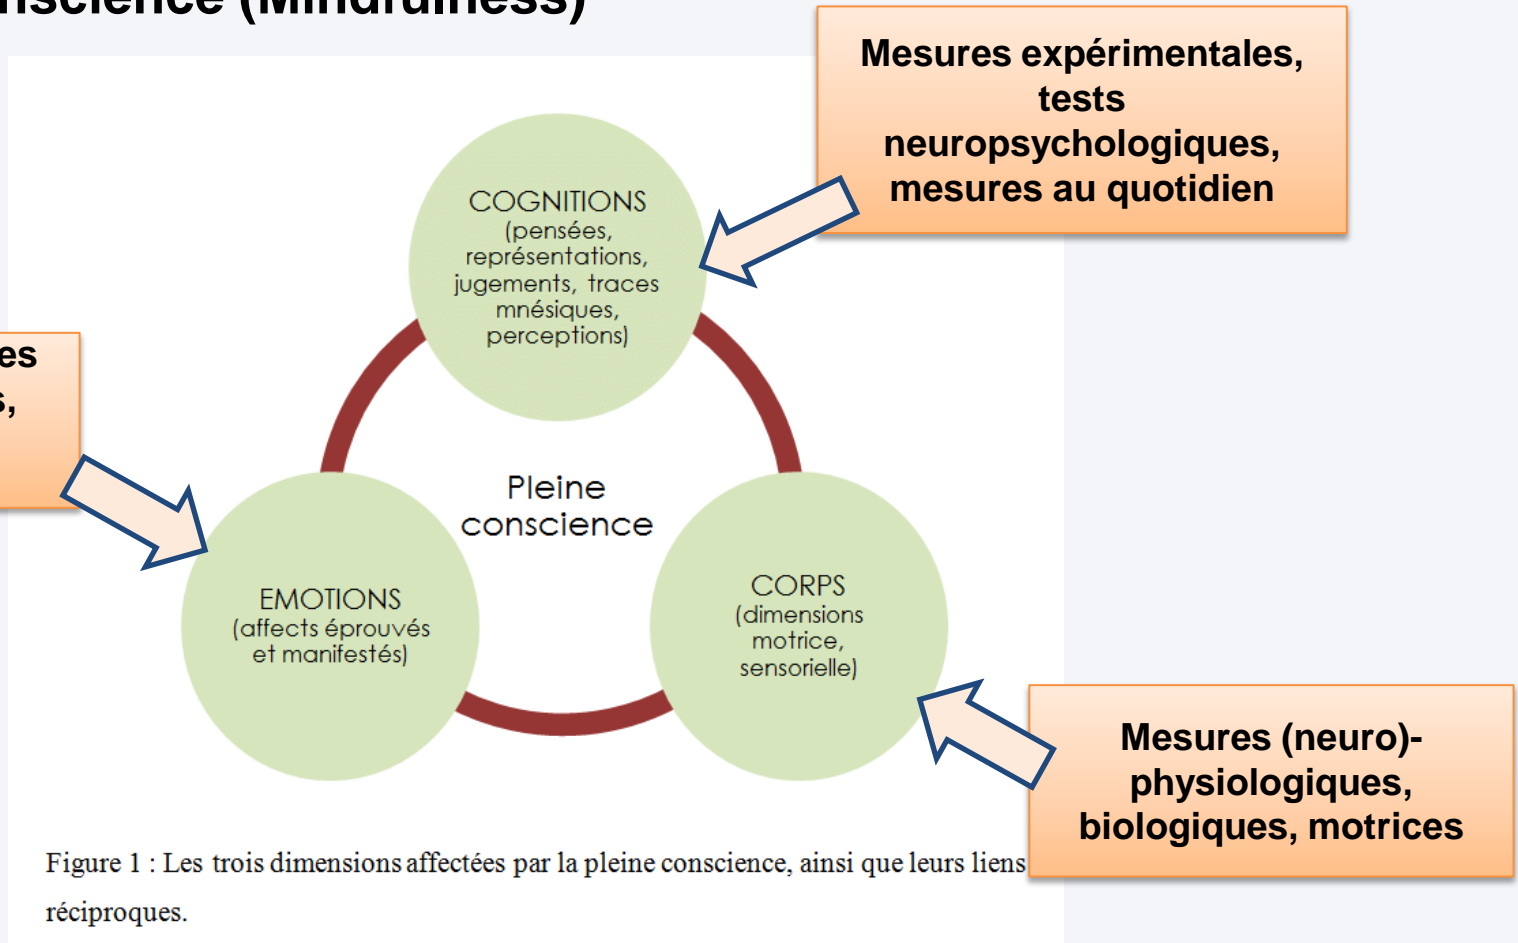 (Mindfulness)
Mesures expérimentales,
tests
neuropsychologiques,
mesures au quotidien
COGNITIONS
(pensées,
représentations,
jugements, traces
mnésiques,
perceptions)
Pleine
conscience
EMOTIONS
(affects éprouvés
et manifestés)
CORPS
(dimensions
motrice,
sensorielle)
Mesures (neuro)-
physiologiques,
biologiques, motrices
Figure 1 : Les trois dimensions affectées par la pleine conscience, ainsi que leurs liens
réciproques.